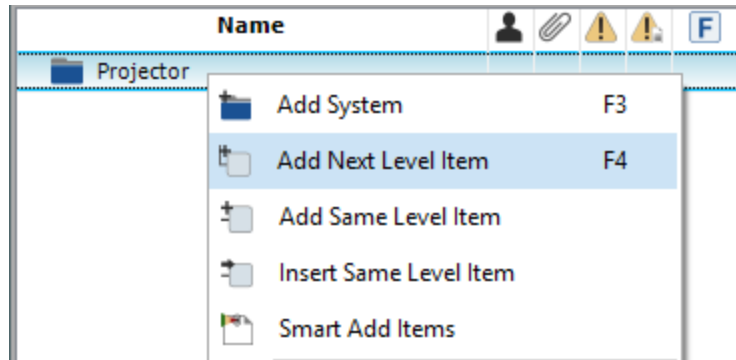 Name F
Projector
Add System F3
Add Next Level Item F4
Add Same Level Item
Insert Same Level Item
Smart Add Items